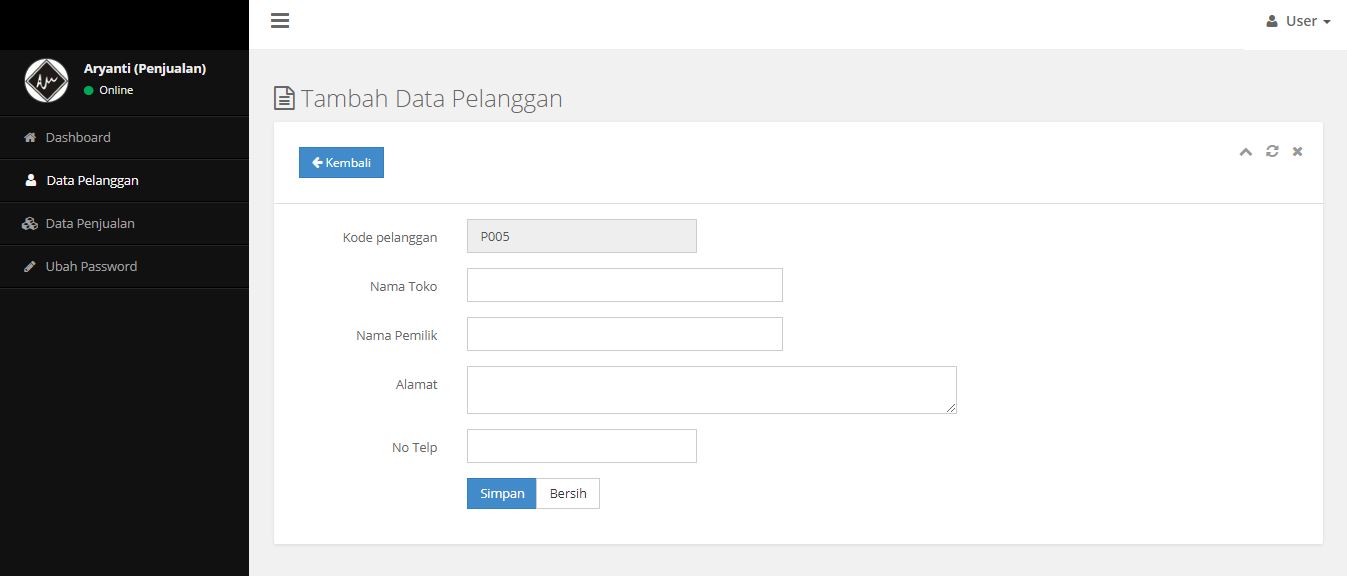 User
Aryanti (Penjualan)
Online
Dashboard
Data Pelanggan
Data Penjualan
Ubah Password
Tambah Data Pelanggan
Kembali
Kode pelanggan P005
Nama Toko
Nama Pemilik
Alamat
No Telp
Simpan Bersih